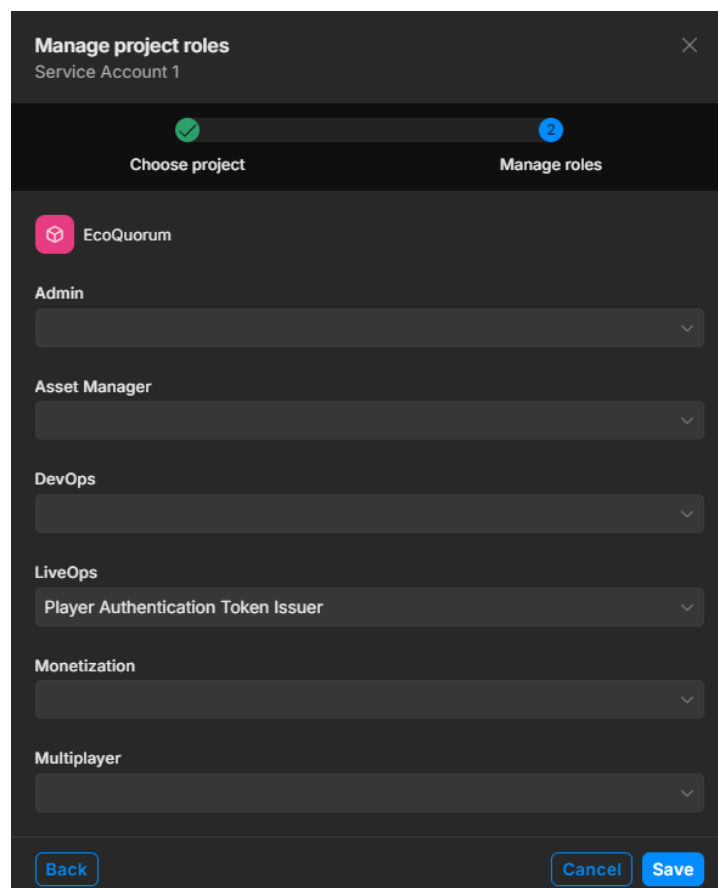 Manage project roles
Service Account 1
2
Choose project
Manage roles
EcoQuorum
Admin
Asset Manager
DevOps
LiveOps
Player Authentication Token Issuer
Monetization
Multiplayer
Back
Cancel
Save